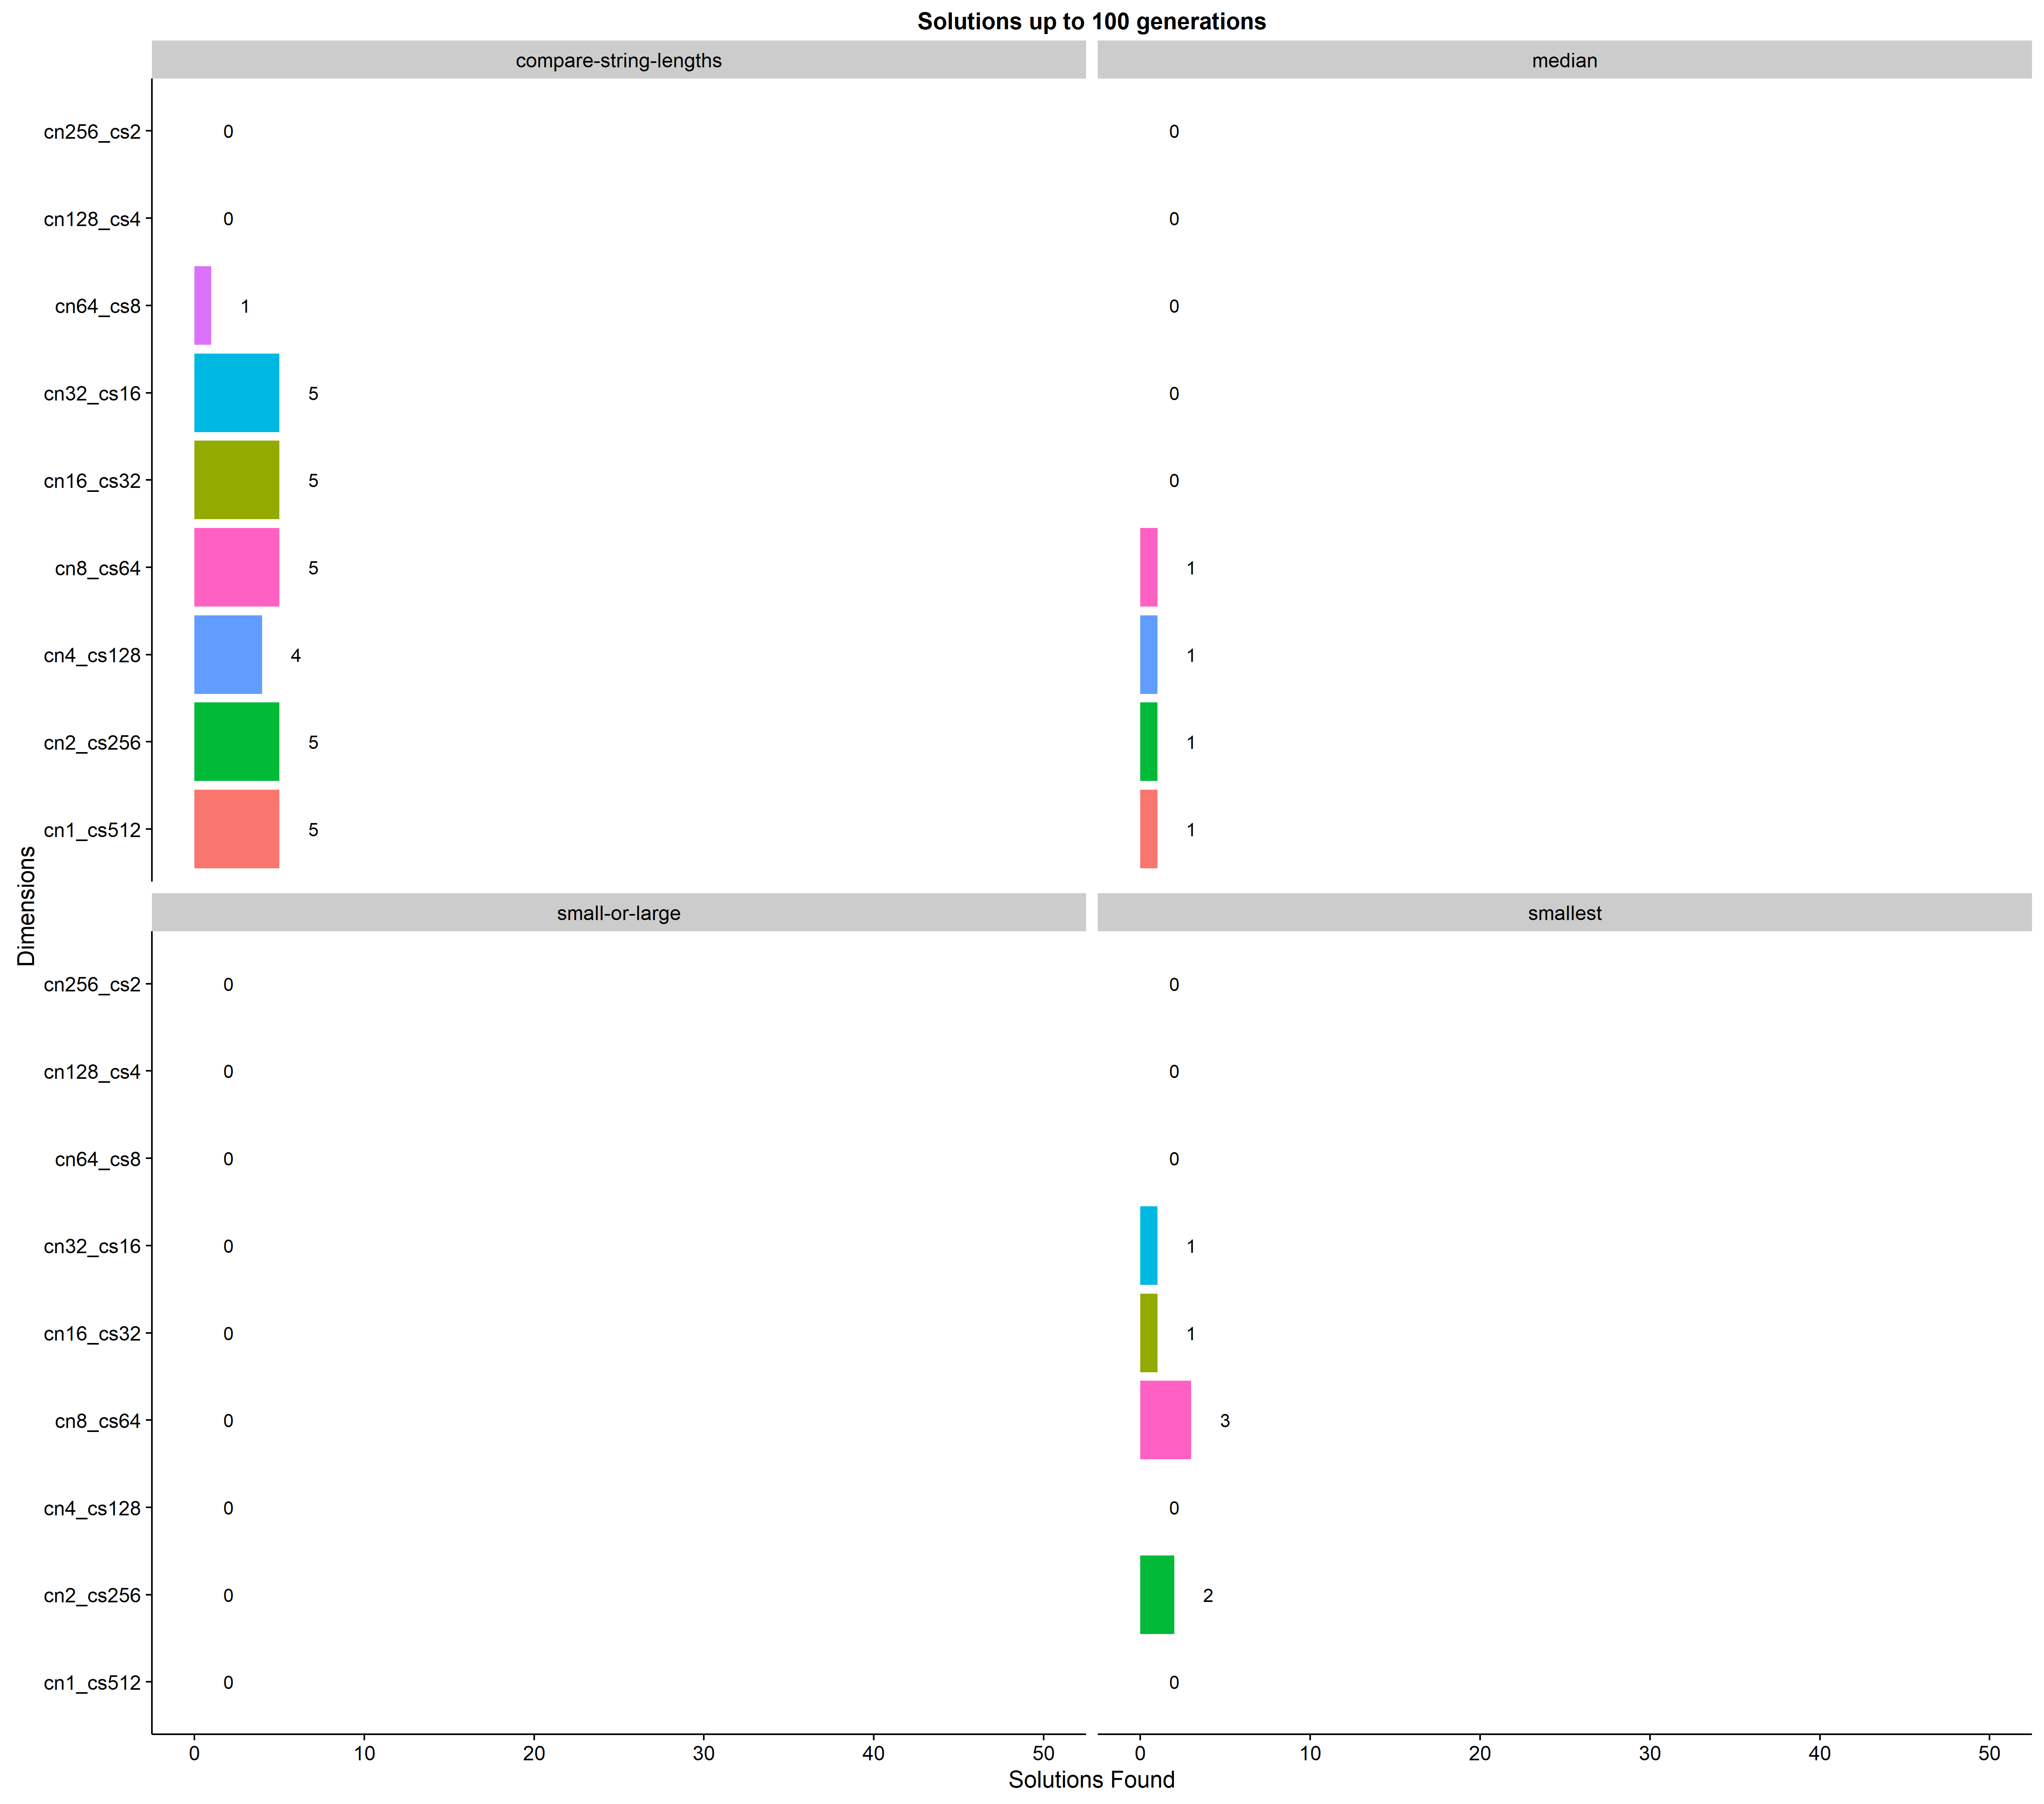 Solutions up to 100 generations
compare-string-lengths
median
cn256_cs2 0 0
cn128_cs4 0 0
cn64_cs8 1 0
cn32_cs16 5 0
cn16_cs32 5 0
cn8_cs64 5 1
cn4_cs128 4 1
cn2_cs256 5 1
cn1_cs512 5 1
Dimensions
small-or-large
smallest
cn256_cs2 0 0
cn128_cs4 0 0
cn64_cs8 0 0
cn32_cs16 0 1
cn16_cs32 0 1
cn8_cs64 0 3
cn4_cs128 0 0
cn2_cs256 0 2
cn1_cs512 0 0
0 10 20 30 40 50 0 10 20 30 40 50
Solutions Found